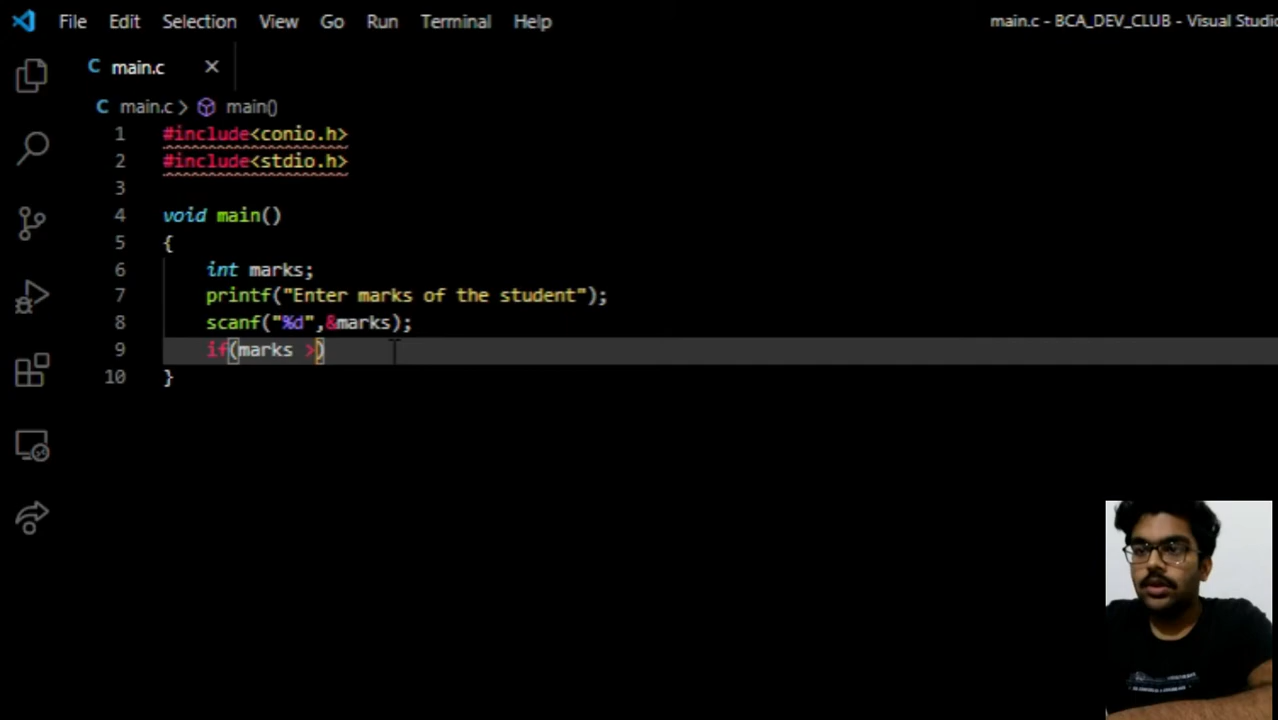 File Edit Selection View Go Run Terminal Help main.c - BCA_DEV_CLUB - Visual Studio
C main.c ×
C main.c > main()
1 #include<conio.h>
2 #include<stdio.h>
3
4 void main()
5 {
6 int marks;
7 printf("Enter marks of the student");
8 scanf("%d",&marks);
9 if(marks >)
10 }